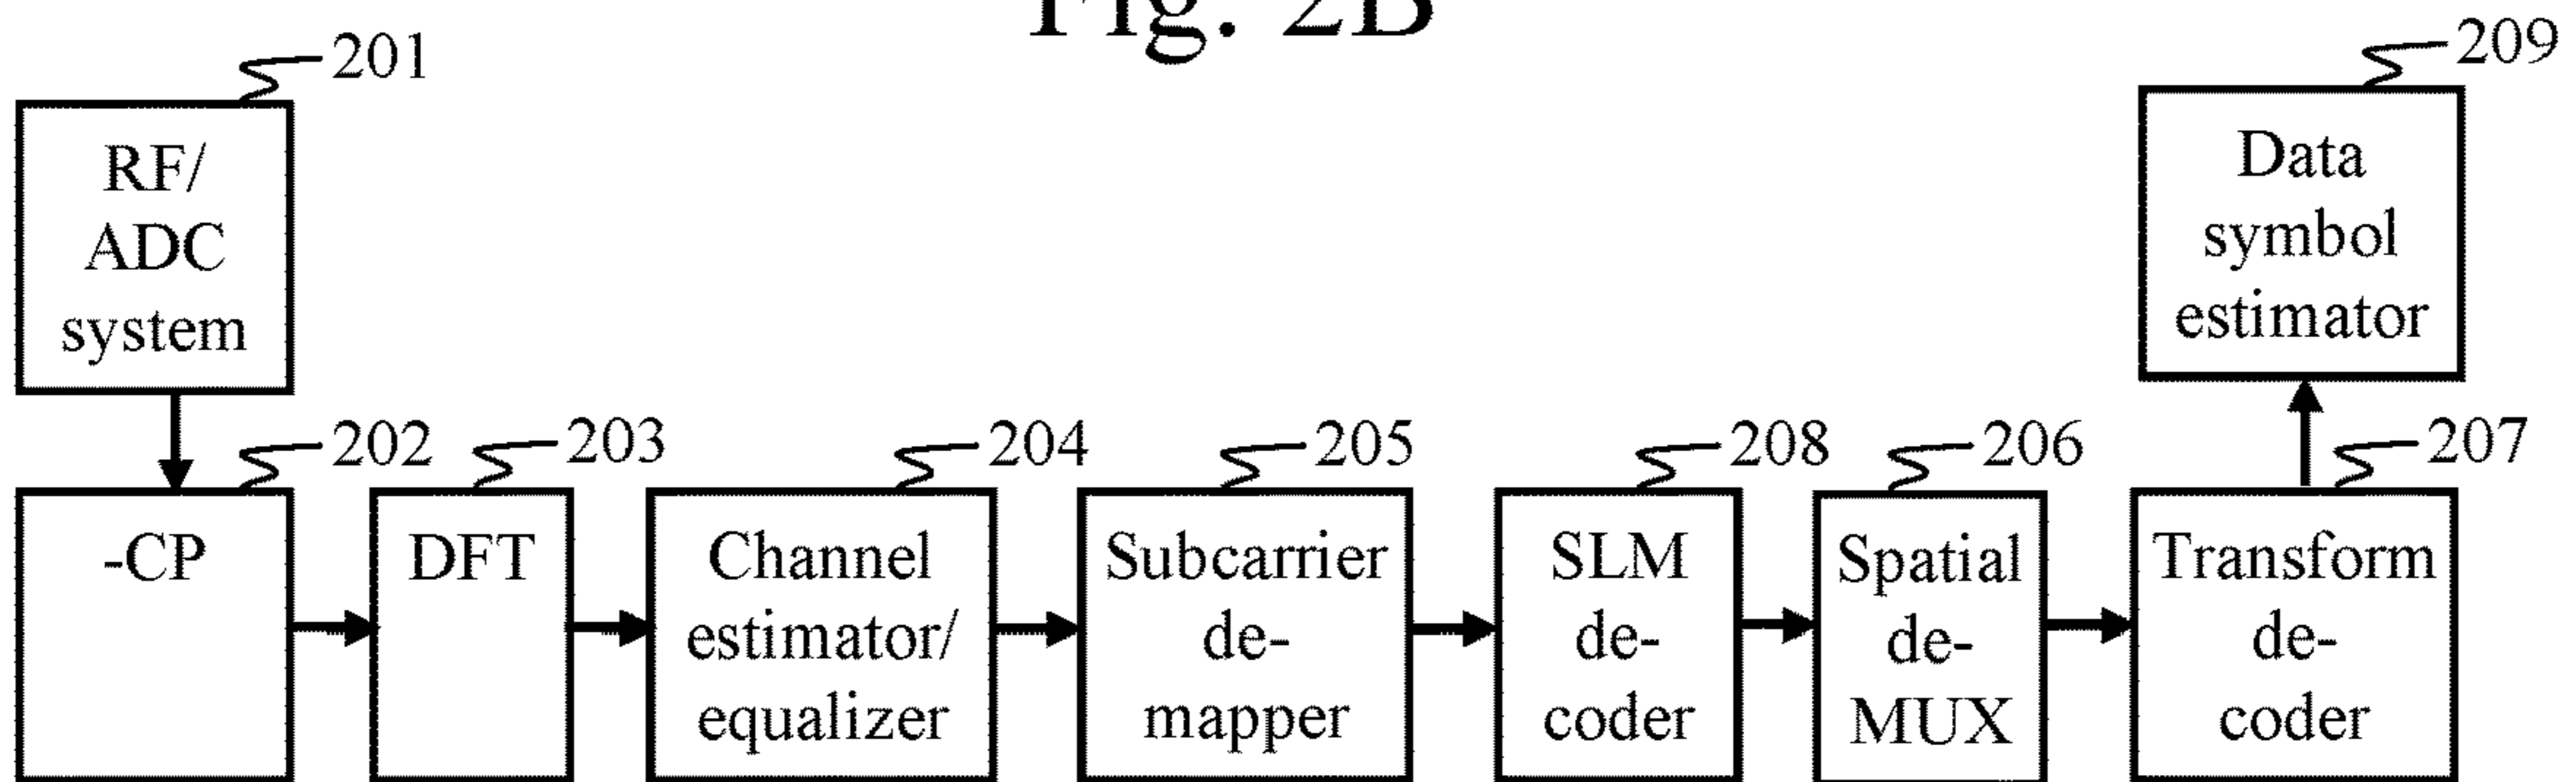 Fig. 2B
201
209
RF/
ADC
system
Data
symbol
estimator
202
203
204
205
208
206
207
-CP
DFT
Channel
estimator/
equalizer
Subcarrier
de-
mapper
SLM
de-
coder
Spatial
de-
MUX
Transform
de-
coder